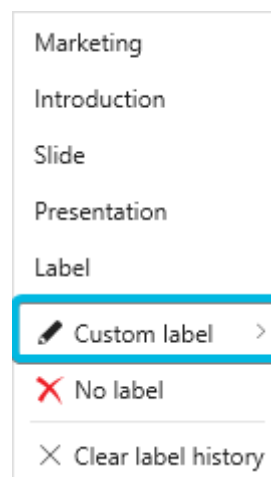 Marketing
Introduction
Slide
Presentation
Label
Custom label
No label
Clear label history